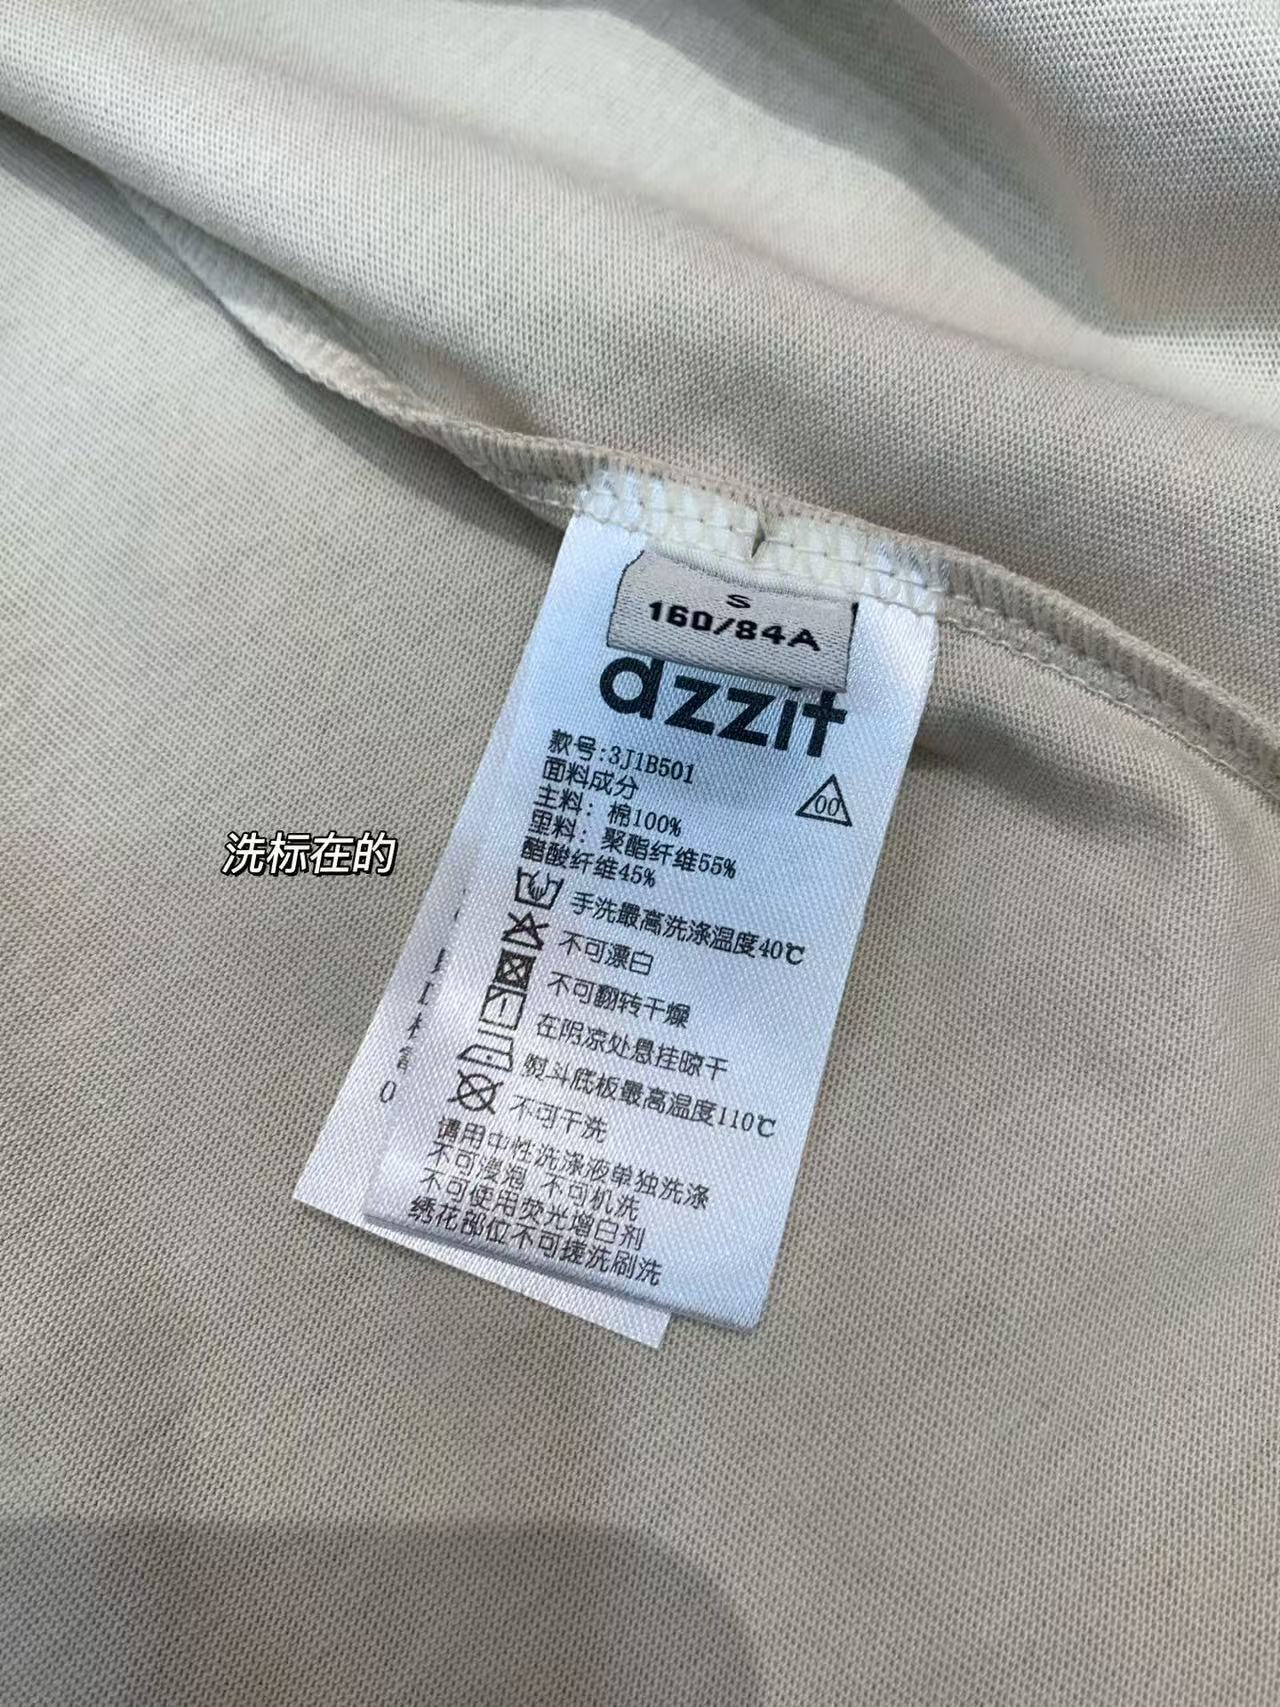 S
160/84A
azzit
款号:3J1B501
面料成分
00
主料: 棉100%
里料: 聚酯纤维55%
醋酸纤维45%
手洗最高洗涤温度40℃
不可漂白
不可翻转干燥
在阴凉处悬挂晾干
熨斗底板最高温度110℃
不可干洗
请用中性洗涤液单独洗涤
不可浸泡 不可机洗
不可使用荧光增白剂
绣花部位不可搓洗刷洗
洗标在的
0